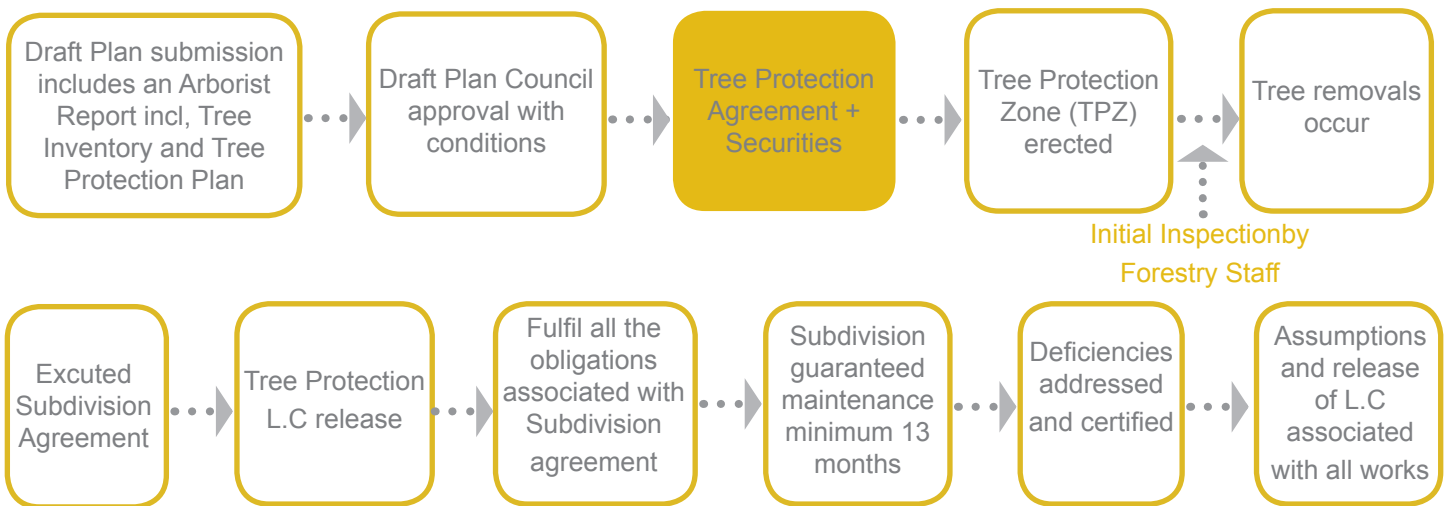 Draft Plan submission
includes an Arborist
Report incl, Tree
Inventory and Tree
Protection Plan
Draft Plan Council
approval with
conditions
Tree Protection
Agreement +
Securities
Tree Protection
Zone (TPZ)
erected
Tree removals
occur
Initial Inspectionby
Forestry Staff
Excuted
Subdivision
Agreement
Tree Protection
L.C release
Fulfil all the
obligations
associated with
Subdivision
agreement
Subdivision
guaranteed
maintenance
minimum 13
months
Deficiencies
addressed
and certified
Assumptions
and release
of L.C
associated
with all works